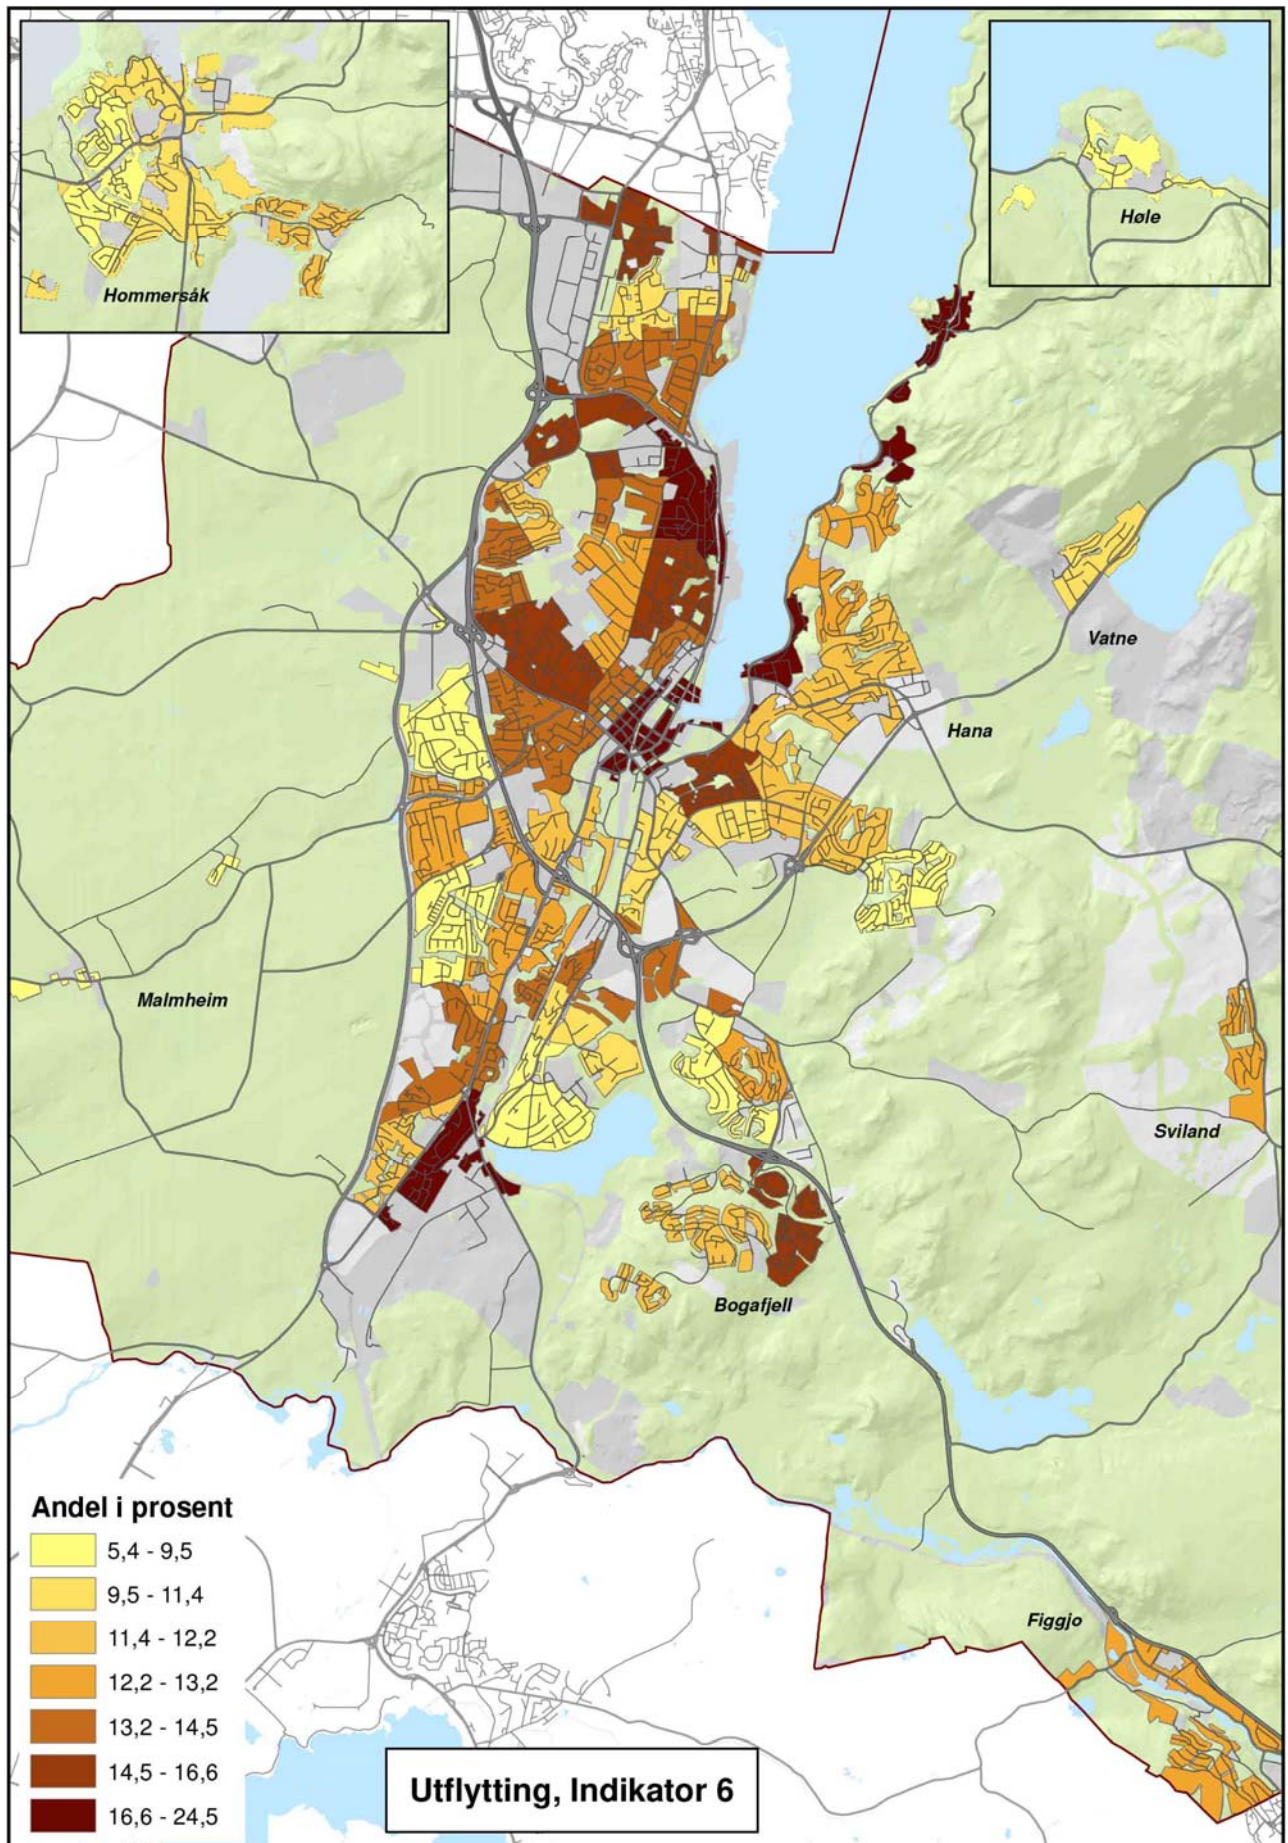 Hommersåk
Høle
Vatne
Hana
Malmheim
Sviland
Bogafjell
Figgjo
Andel i prosent
5,4 - 9,5
9,5 - 11,4
11,4 - 12,2
12,2 - 13,2
13,2 - 14,5
14,5 - 16,6
16,6 - 24,5
Utflytting, Indikator 6